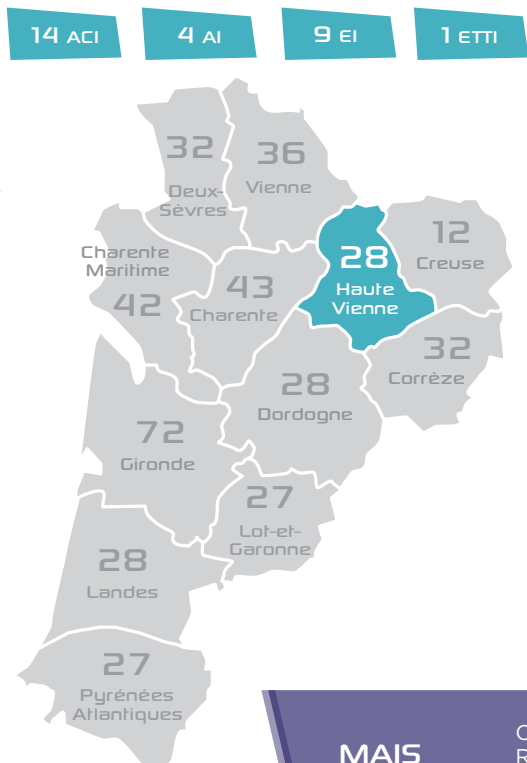 14 ACI
4 AI
9 EI
1 ETTI
32
Deux-
Sèvres
36
Vienne
12
Creuse
28
Haute
Vienne
Charente
Maritime
42
43
Charente
32
Corrèze
28
Dordogne
72
Gironde
27
Lot-et-
Garonne
28
Landes
27
Pyrénées
Atlantiques
MAIS